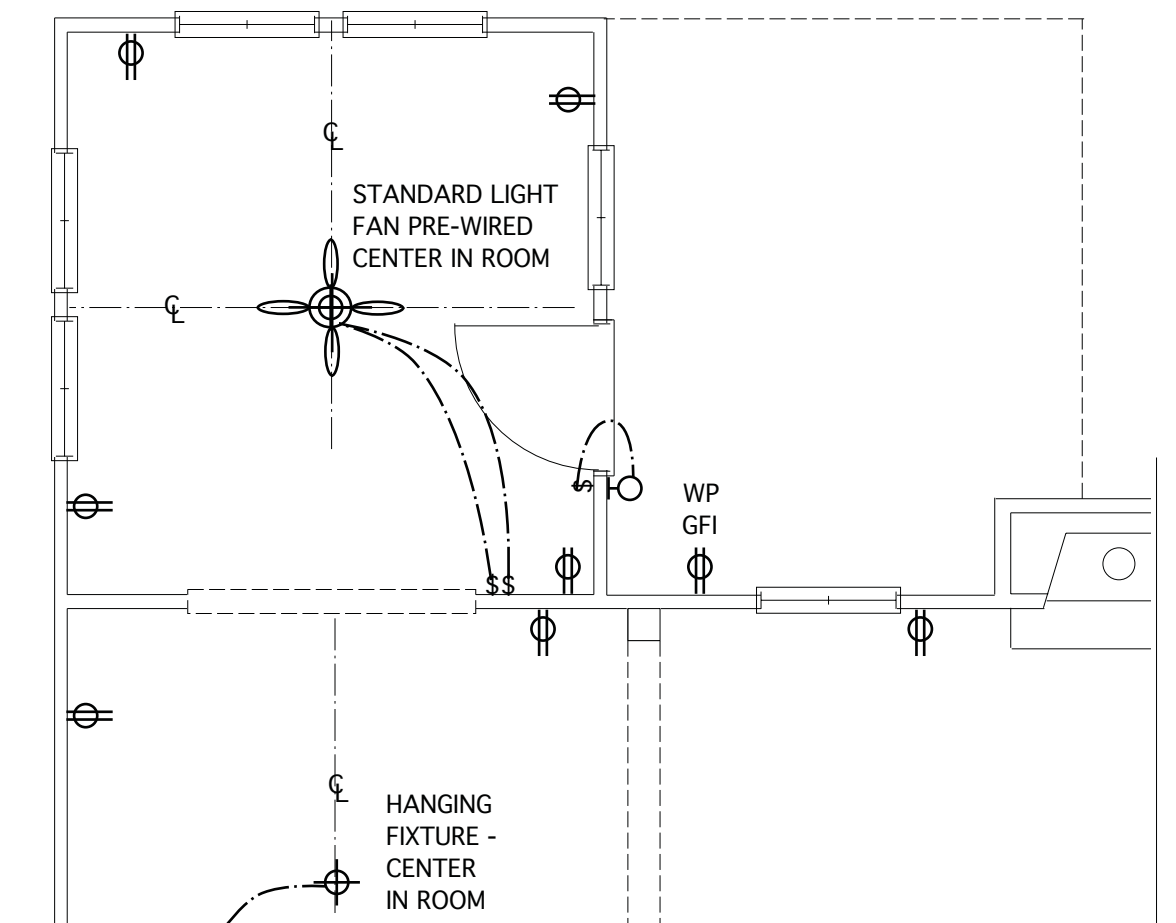 ℄
STANDARD LIGHT
FAN PRE-WIRED
CENTER IN ROOM
℄
$
WP
GFI
$$
℄
HANGING
FIXTURE -
CENTER
IN ROOM